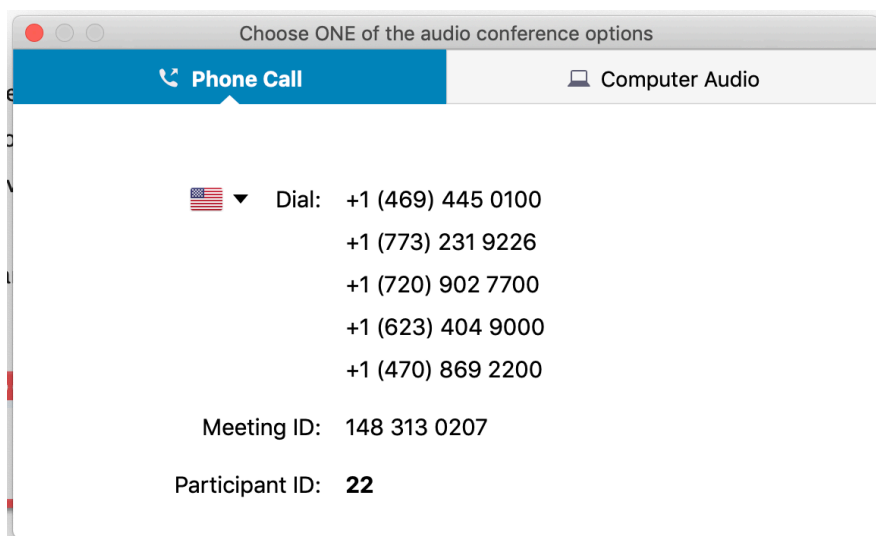 Choose ONE of the audio conference options
Phone Call
Computer Audio
Dial: +1 (469) 445 0100
+1 (773) 231 9226
+1 (720) 902 7700
+1 (623) 404 9000
+1 (470) 869 2200
Meeting ID: 148 313 0207
Participant ID: 22